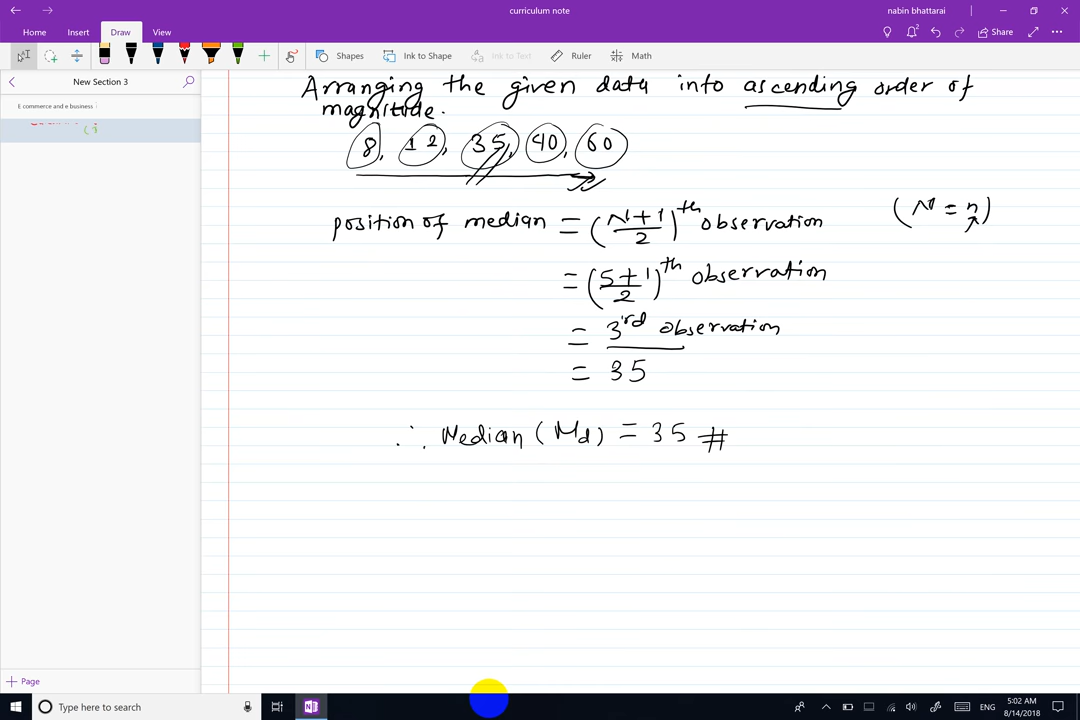 curriculum note
nabin bhattarai
Home Insert Draw View
Share
Shapes Ink to Shape Ink to Text Ruler Math
New Section 3
E commerce and e business
Arranging the given data into ascending order of
magnitude.
8, 12, 35, 40, 60
position of median = (N+1/2)th observation (N = n)
= (5+1/2)th observation
= 3rd observation
= 35
∴ Median (Md) = 35 #
+ Page
Type here to search
ENG
5:02 AM
8/14/2018